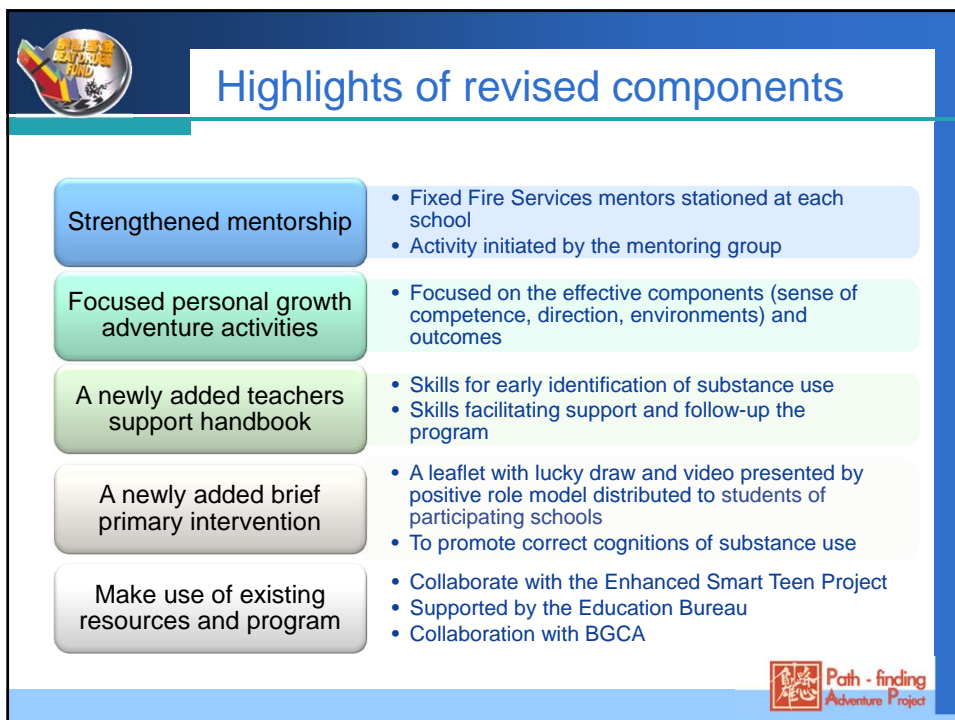 BEAT DRUGS
FUND
Highlights of revised components
Strengthened mentorship
• Fixed Fire Services mentors stationed at each
school
• Activity initiated by the mentoring group
Focused personal growth
adventure activities
• Focused on the effective components (sense of
competence, direction, environments) and
outcomes
A newly added teachers
support handbook
• Skills for early identification of substance use
• Skills facilitating support and follow-up the
program
A newly added brief
primary intervention
• A leaflet with lucky draw and video presented by
positive role model distributed to students of
participating schools
• To promote correct cognitions of substance use
Make use of existing
resources and program
• Collaborate with the Enhanced Smart Teen Project
• Supported by the Education Bureau
• Collaboration with BGCA
Path - finding
Adventure Project